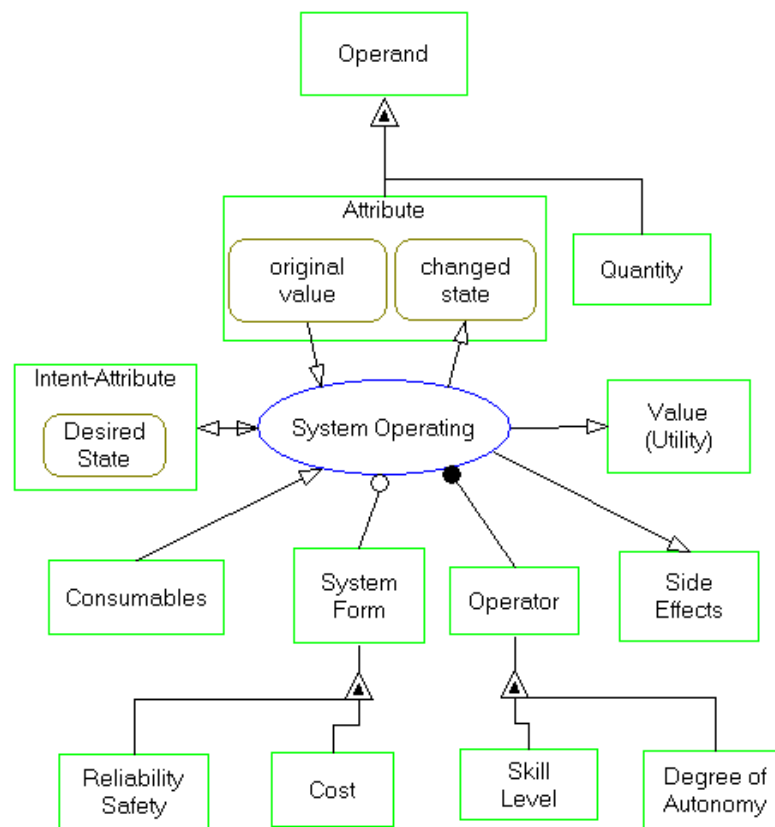 Operand
Attribute
original
value
changed
state
Quantity
Intent-Attribute
Desired
State
System Operating
Value
(Utility)
Consumables
System
Form
Operator
Side
Effects
Reliability
Safety
Cost
Skill
Level
Degree of
Autonomy